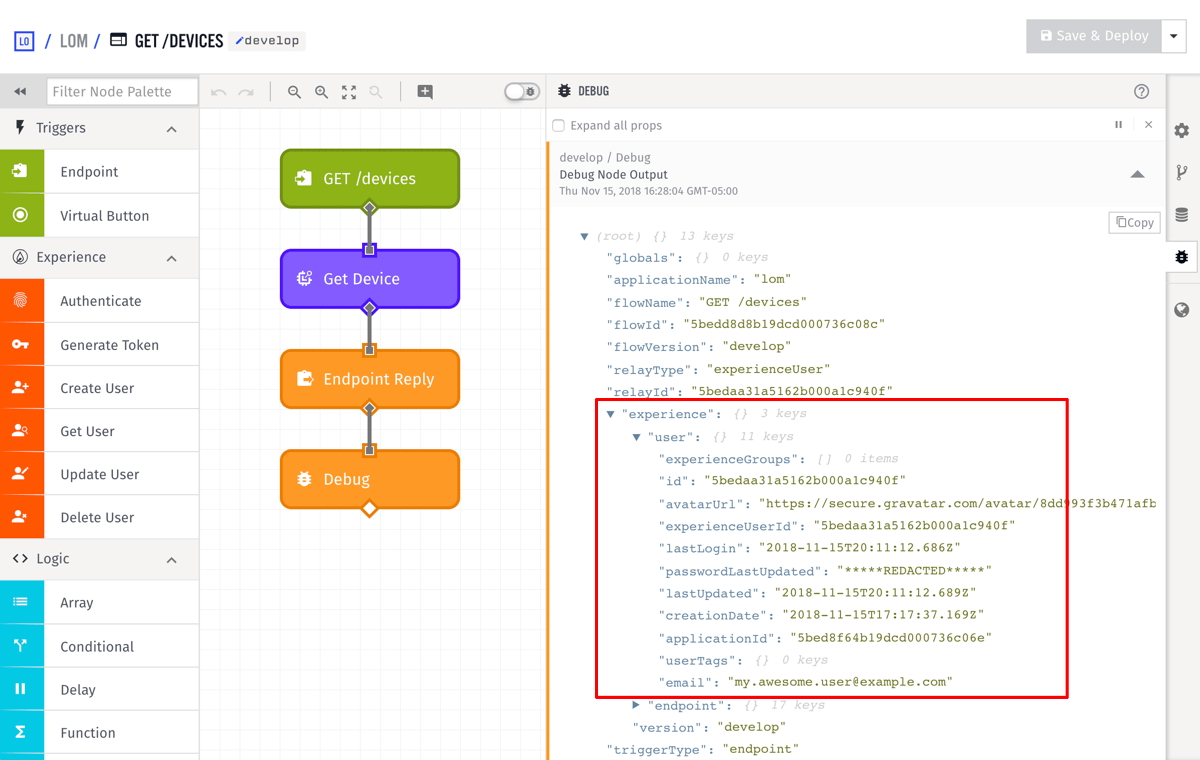 LO / LOM / GET /DEVICES develop
Save & Deploy
Filter Node Palette
Triggers
Endpoint
Virtual Button
Experience
Authenticate
Generate Token
Create User
Get User
Update User
Delete User
Logic
Array
Conditional
Delay
Function
GET /devices
Get Device
Endpoint Reply
Debug
DEBUG
Expand all props
develop / Debug
Debug Node Output
Thu Nov 15, 2018 16:28:04 GMT-05:00
Copy
(root) {} 13 keys
"globals": {} 0 keys
"applicationName": "lom"
"flowName": "GET /devices"
"flowId": "5bedd8d8b19dcd000736c08c"
"flowVersion": "develop"
"relayType": "experienceUser"
"relayId": "5bedaa31a5162b000a1c940f"
"experience": {} 3 keys
"user": {} 11 keys
"experienceGroups": [] 0 items
"id": "5bedaa31a5162b000a1c940f"
"avatarUrl": "https://secure.gravatar.com/avatar/8dd993f3b471afb
"experienceUserId": "5bedaa31a5162b000a1c940f"
"lastLogin": "2018-11-15T20:11:12.686Z"
"passwordLastUpdated": "*****REDACTED*****"
"lastUpdated": "2018-11-15T20:11:12.689Z"
"creationDate": "2018-11-15T17:17:37.169Z"
"applicationId": "5bed8f64b19dcd000736c06e"
"userTags": {} 0 keys
"email": "my.awesome.user@example.com"
"endpoint": {} 17 keys
"version": "develop"
"triggerType": "endpoint"